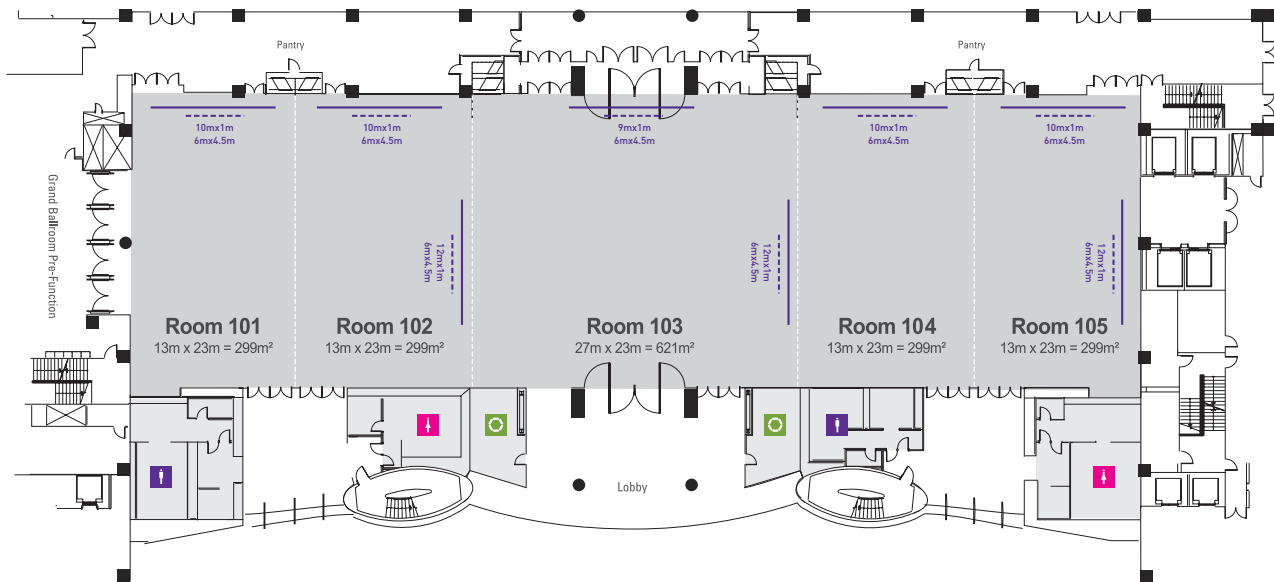 Pantry
Pantry
10mx1m
6mx4.5m
10mx1m
6mx4.5m
9mx1m
6mx4.5m
10mx1m
6mx4.5m
10mx1m
6mx4.5m
Grand Ballroom Pre-Function
12mx1m
6mx4.5m
12mx1m
6mx4.5m
12mx1m
6mx4.5m
Room 101
13m x 23m = 299m²
Room 102
13m x 23m = 299m²
Room 103
27m x 23m = 621m²
Room 104
13m x 23m = 299m²
Room 105
13m x 23m = 299m²
Lobby